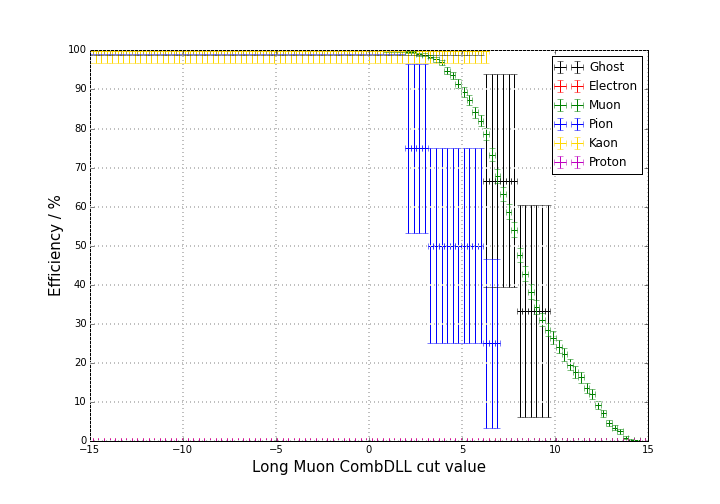 100
90
80
70
60
50
40
30
20
10
0
Efficiency / %
−15 −10 −5 0 5 10 15
Long Muon CombDLL cut value
Ghost
Electron
Muon
Pion
Kaon
Proton